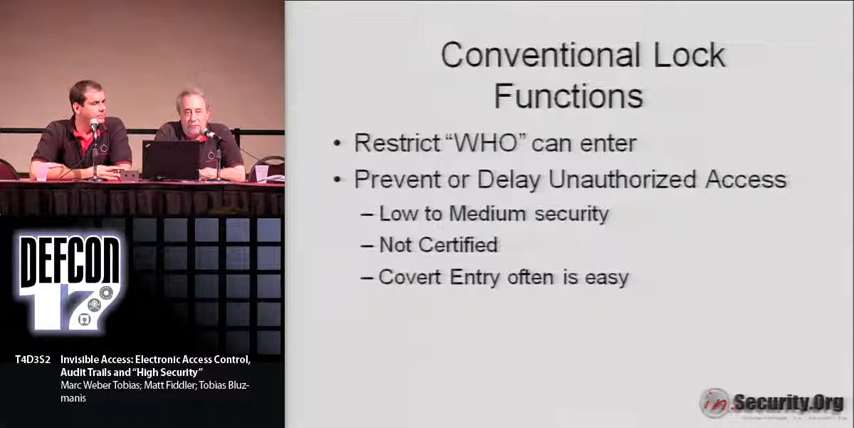 Conventional Lock
Functions
• Restrict “WHO” can enter
• Prevent or Delay Unauthorized Access
– Low to Medium security
– Not Certified
– Covert Entry often is easy
DEFCON
17
T4D3S2 Invisible Access: Electronic Access Control,
Audit Trails and “High Security”
Marc Weber Tobias; Matt Fiddler; Tobias Bluz-
manis
in.Security.Org